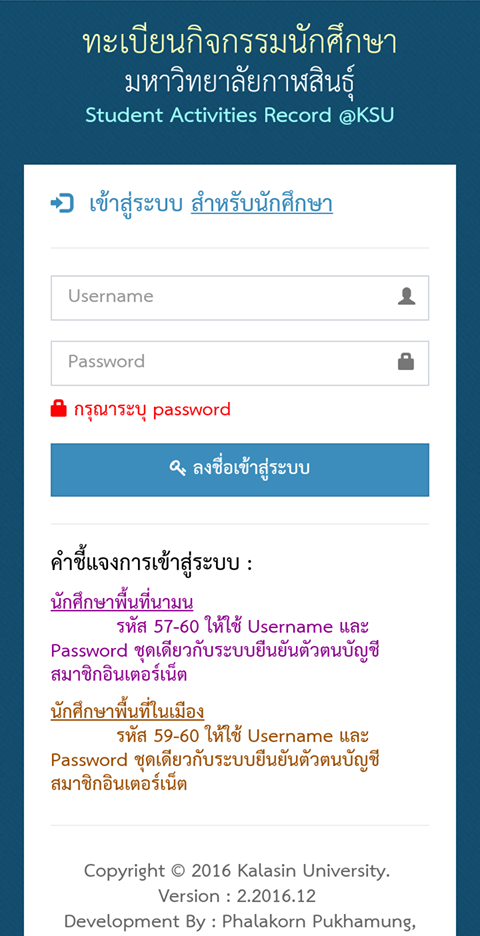 ทะเบียนกิจกรรมนักศึกษา
มหาวิทยาลัยกาฬสินธุ์
Student Activities Record @KSU
เข้าสู่ระบบ สำหรับนักศึกษา
Username
Password
กรุณาระบุ password
ลงชื่อเข้าสู่ระบบ
คำชี้แจงการเข้าสู่ระบบ :
นักศึกษาพื้นที่นามน
รหัส 57-60 ให้ใช้ Username และ
Password ชุดเดียวกับระบบยืนยันตัวตนบัญชี
สมาชิกอินเตอร์เน็ต
นักศึกษาพื้นที่ในเมือง
รหัส 59-60 ให้ใช้ Username และ
Password ชุดเดียวกับระบบยืนยันตัวตนบัญชี
สมาชิกอินเตอร์เน็ต
Copyright © 2016 Kalasin University.
Version : 2.2016.12
Development By : Phalakorn Pukhamung,